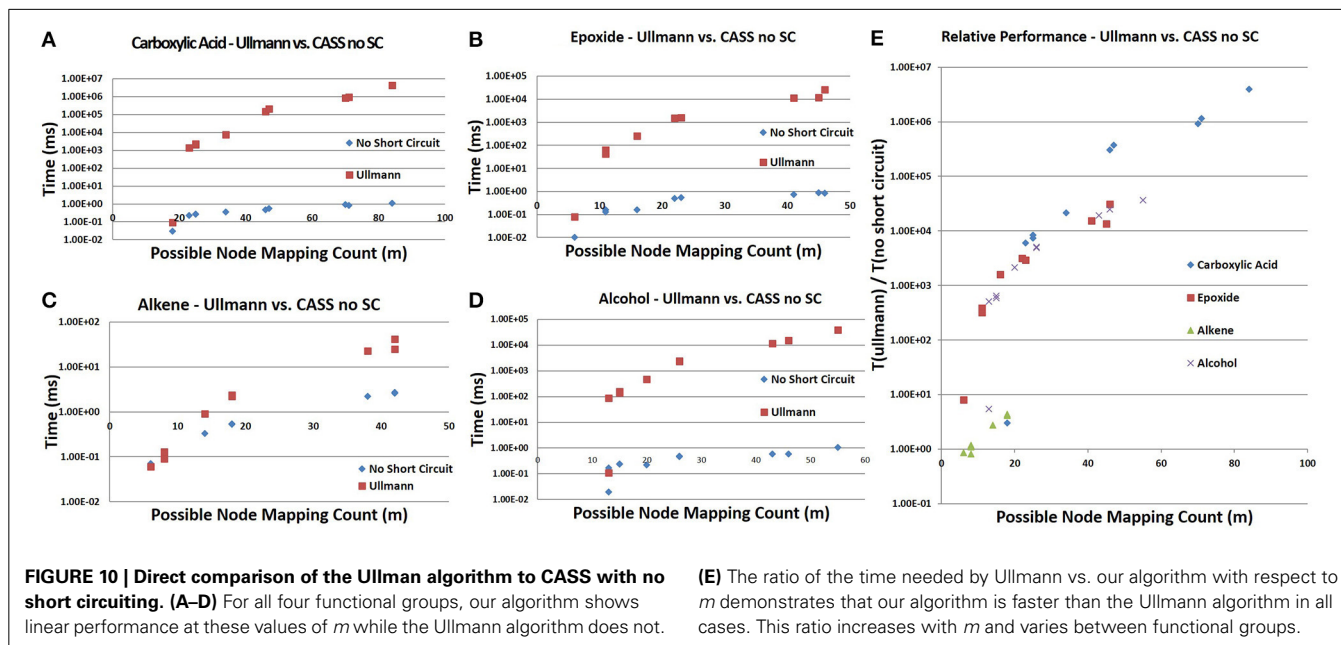 A
Carboxylic Acid - Ullmann vs. CASS no SC
1.00E+07
1.00E+06
1.00E+05
1.00E+04
1.00E+03
1.00E+02
1.00E+01
1.00E+00
1.00E-01
1.00E-02
Time (ms)
No Short Circuit
Ullmann
0 20 40 60 80 100
Possible Node Mapping Count (m)
B
Epoxide - Ullmann vs. CASS no SC
1.00E+05
1.00E+04
1.00E+03
1.00E+02
1.00E+01
1.00E+00
1.00E-01
1.00E-02
Time (ms)
No Short Circuit
Ullmann
0 10 20 30 40 50
Possible Node Mapping Count (m)
C
Alkene - Ullmann vs. CASS no SC
1.00E+02
1.00E+01
1.00E+00
1.00E-01
1.00E-02
Time (ms)
0 10 20 30 40 50
No Short Circuit
Ullmann
Possible Node Mapping Count (m)
D
Alcohol - Ullmann vs. CASS no SC
1.00E+05
1.00E+04
1.00E+03
1.00E+02
1.00E+01
1.00E+00
1.00E-01
1.00E-02
Time (ms)
No Short Circuit
Ullmann
0 10 20 30 40 50 60
Possible Node Mapping Count (m)
E
Relative Performance - Ullmann vs. CASS no SC
1.00E+07
1.00E+06
1.00E+05
1.00E+04
1.00E+03
1.00E+02
1.00E+01
1.00E+00
1.00E-01
T(ullmann) / T(no short circuit)
Carboxylic Acid
Epoxide
Alkene
Alcohol
0 20 40 60 80 100
Possible Node Mapping Count (m)
FIGURE 10 | Direct comparison of the Ullman algorithm to CASS with no
short circuiting. (A–D) For all four functional groups, our algorithm shows
linear performance at these values of m while the Ullmann algorithm does not.
(E) The ratio of the time needed by Ullmann vs. our algorithm with respect to
m demonstrates that our algorithm is faster than the Ullmann algorithm in all
cases. This ratio increases with m and varies between functional groups.